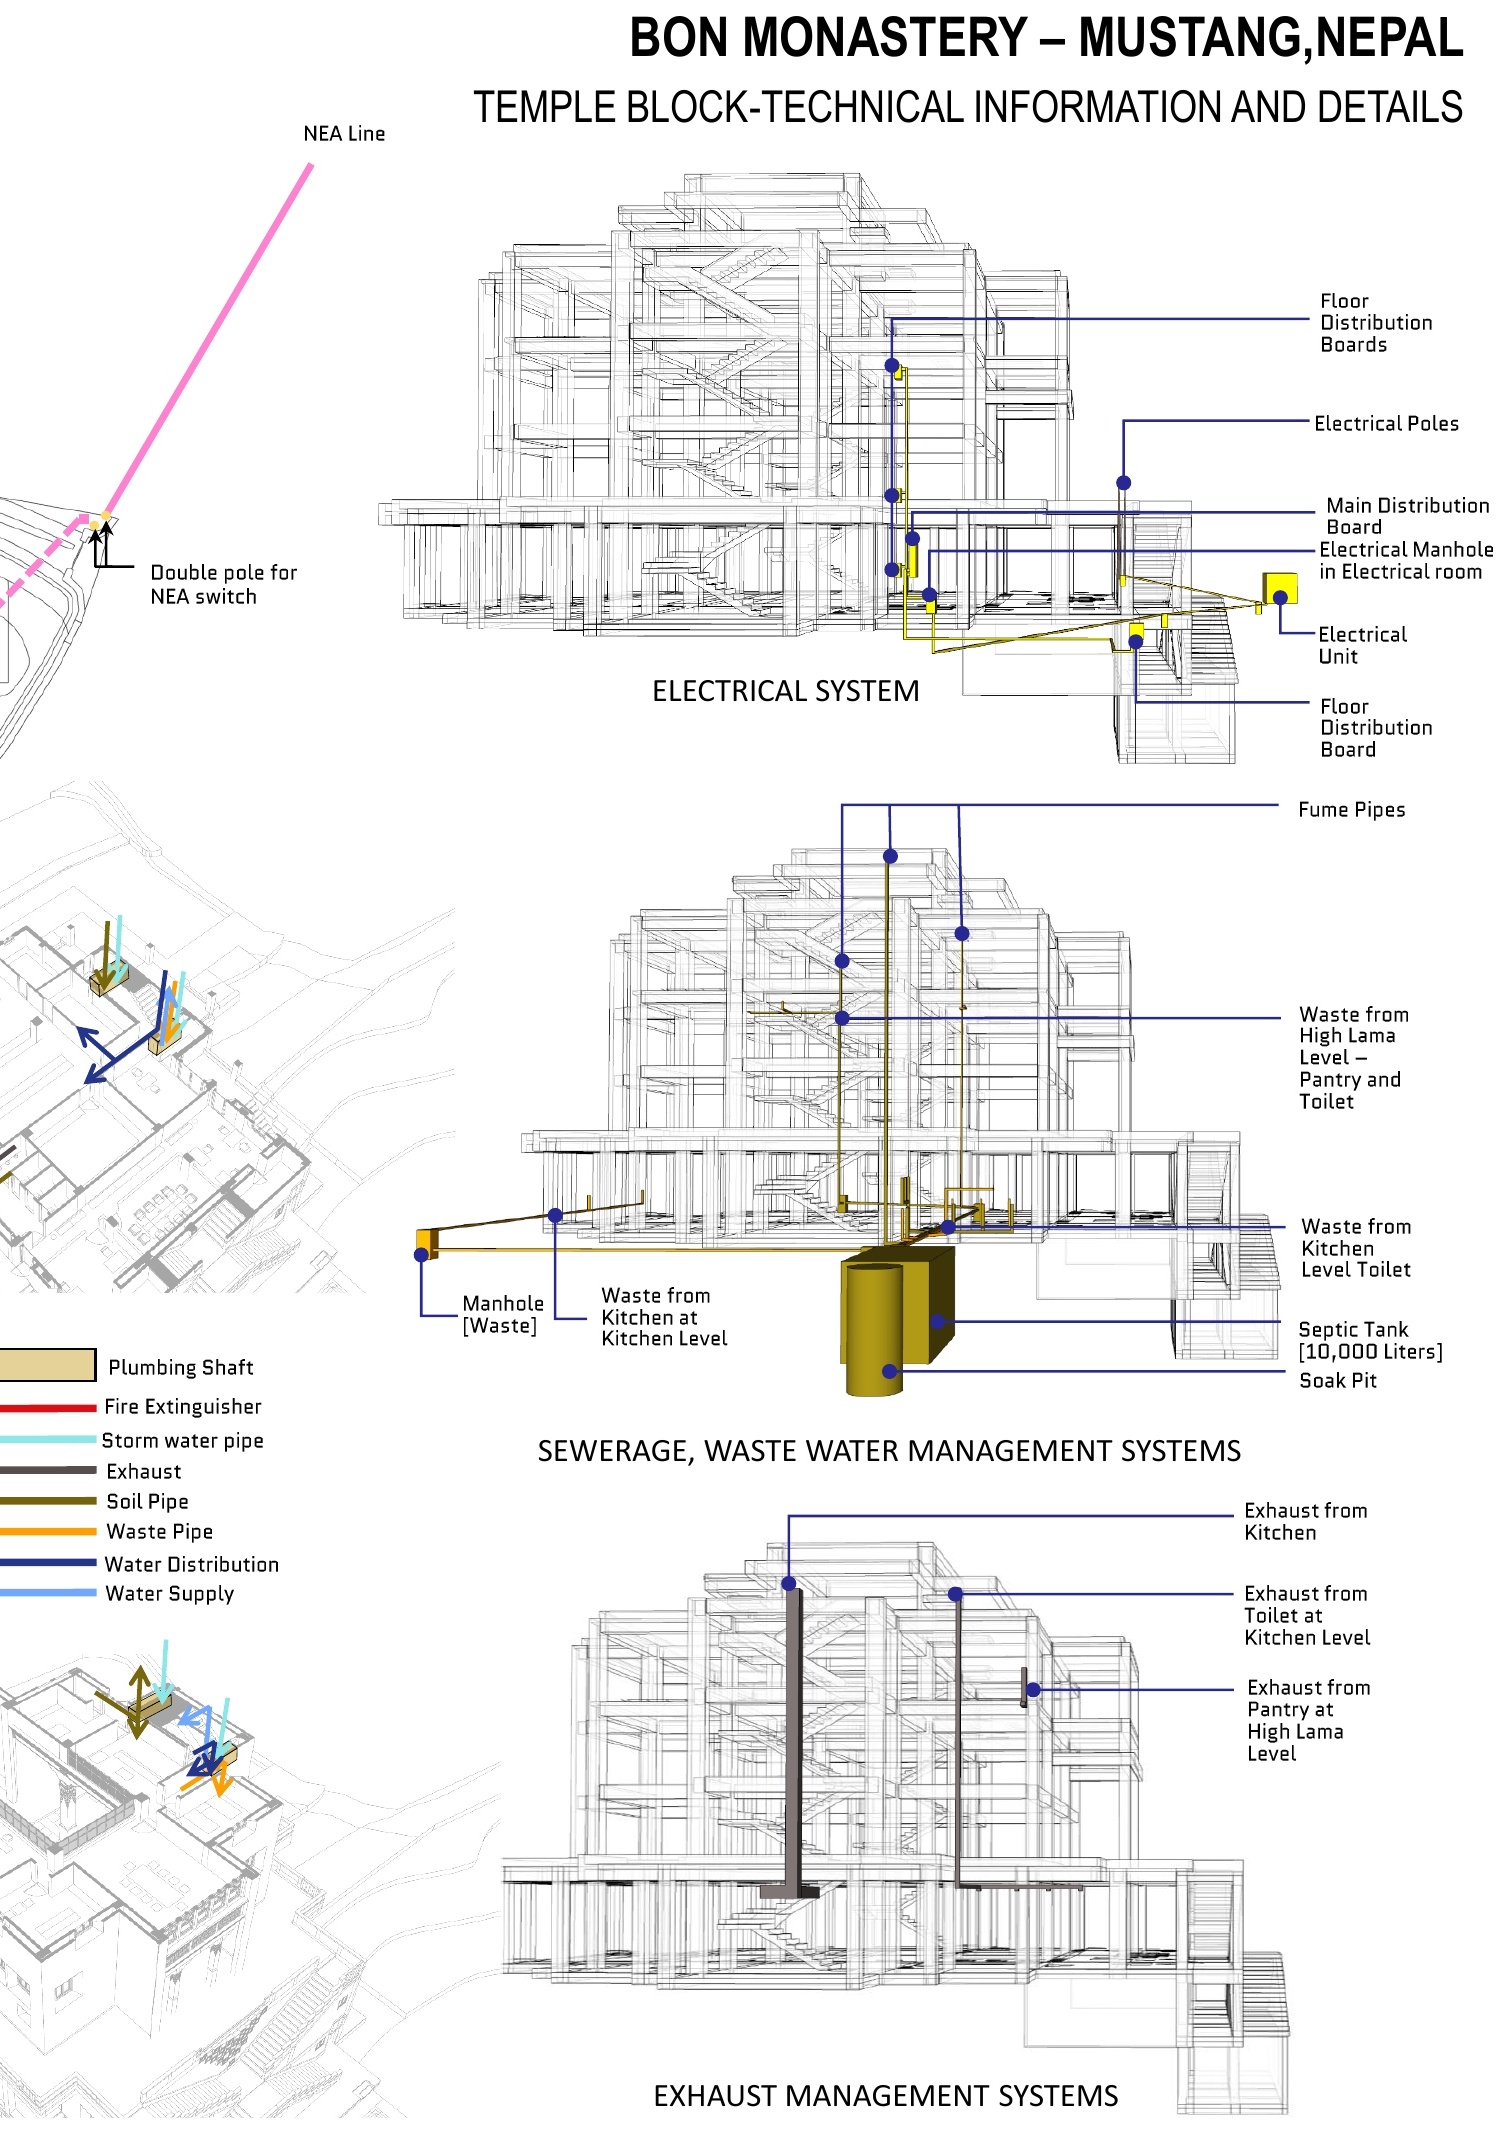 BON MONASTERY – MUSTANG,NEPAL
TEMPLE BLOCK-TECHNICAL INFORMATION AND DETAILS
NEA Line
Double pole for
NEA switch
Floor
Distribution
Boards
Electrical Poles
Main Distribution
Board
Electrical Manhole
in Electrical room
Electrical
Unit
Floor
Distribution
Board
ELECTRICAL SYSTEM
Fume Pipes
Waste from
High Lama
Level –
Pantry and
Toilet
Waste from
Kitchen
Level Toilet
Manhole
[Waste]
Waste from
Kitchen at
Kitchen Level
Septic Tank
[10,000 Liters]
Soak Pit
SEWERAGE, WASTE WATER MANAGEMENT SYSTEMS
Plumbing Shaft
Fire Extinguisher
Storm water pipe
Exhaust
Soil Pipe
Waste Pipe
Water Distribution
Water Supply
Exhaust from
Kitchen
Exhaust from
Toilet at
Kitchen Level
Exhaust from
Pantry at
High Lama
Level
EXHAUST MANAGEMENT SYSTEMS